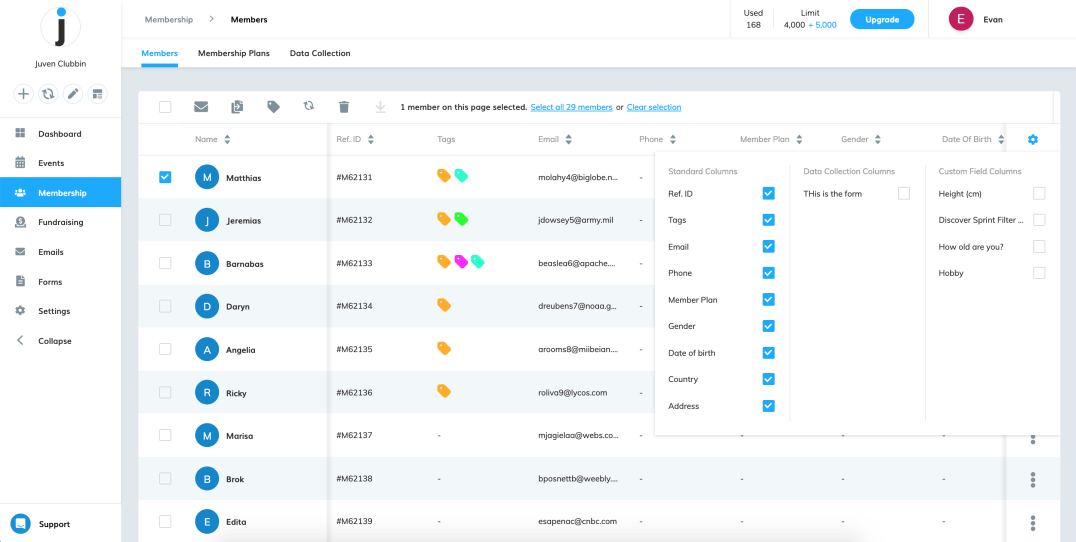 Membership > Members
Used
168
Limit
4,000 + 5,000
Upgrade
E
Evan
j
Juven Clubbin
Members Membership Plans Data Collection
Dashboard
Events
Membership
Fundraising
Emails
Forms
Settings
Collapse
Support
1 member on this page selected. Select all 29 members or Clear selection
Name Ref. ID Tags Email Phone Member Plan Gender Date Of Birth
M Matthias #M62131 molahy4@biglobe.n... -
J Jeremias #M62132 jdowsey5@army.mil -
B Barnabas #M62133 beaslea6@apache.... -
D Daryn #M62134 dreubens7@noaa.g... -
A Angelia #M62135 arooms8@miibeian.... -
R Ricky #M62136 roliva9@lycos.com -
M Marisa #M62137 - mjagielaa@webs.co... - - - -
B Brok #M62138 - bposnettb@weebly.... - - - -
E Edita #M62139 - esapenac@cnbc.com - - - -
Standard Columns
Ref. ID
Tags
Email
Phone
Member Plan
Gender
Date of birth
Country
Address
Data Collection Columns
THis is the form
Custom Field Columns
Height (cm)
Discover Sprint Filter ...
How old are you?
Hobby